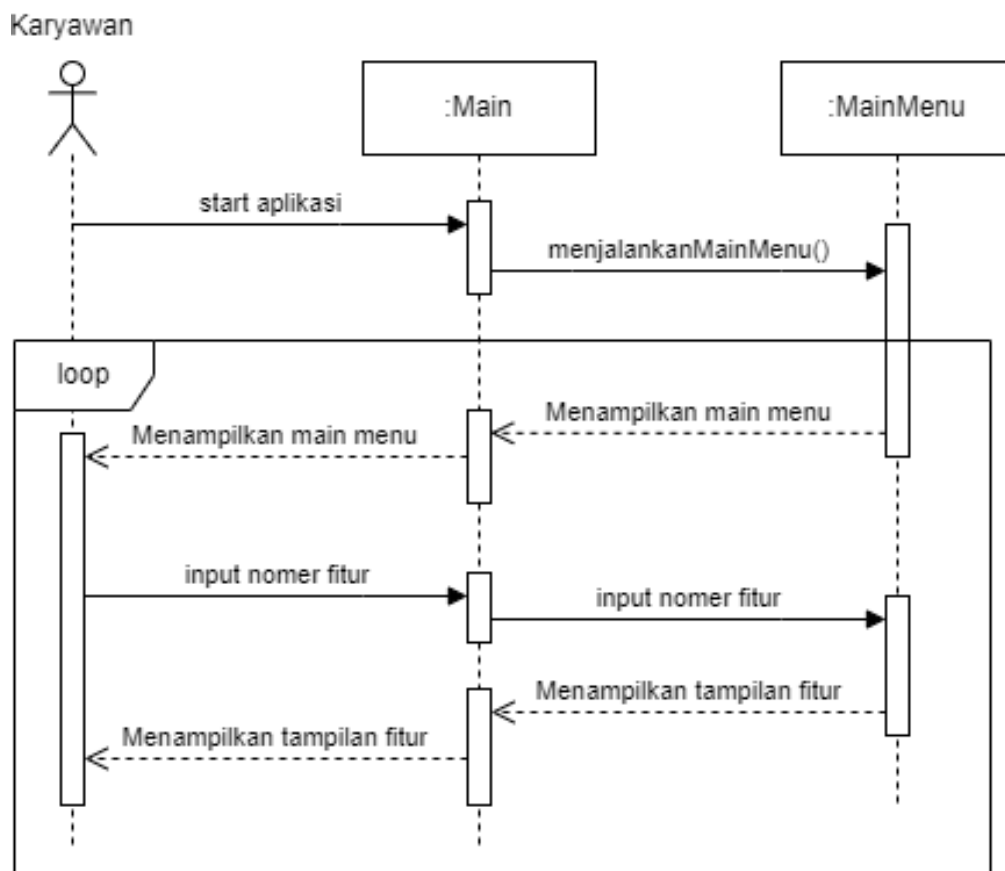 Karyawan
:Main
:MainMenu
start aplikasi
menjalankanMainMenu()
loop
Menampilkan main menu
Menampilkan main menu
input nomer fitur
input nomer fitur
Menampilkan tampilan fitur
Menampilkan tampilan fitur